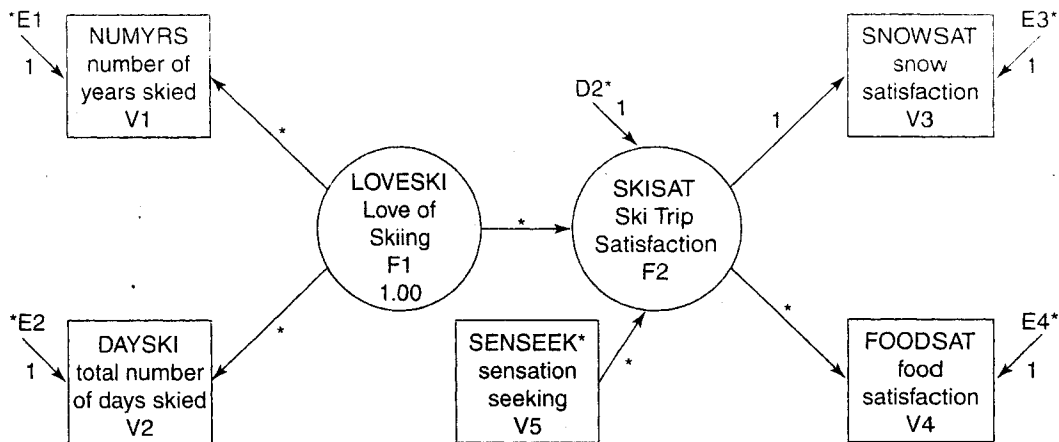 *E1
1
NUMYRS
number of
years skied
V1
*
*E2
1
DAYSKI
total number
of days skied
V2
*
LOVESKI
Love of
Skiing
F1
1.00
*
D2*
1
SKISAT
Ski Trip
Satisfaction
F2
SENSEEK*
sensation
seeking
V5
*
1
SNOWSAT
snow
satisfaction
V3
E3*
1
*
FOODSAT
food
satisfaction
V4
E4*
1